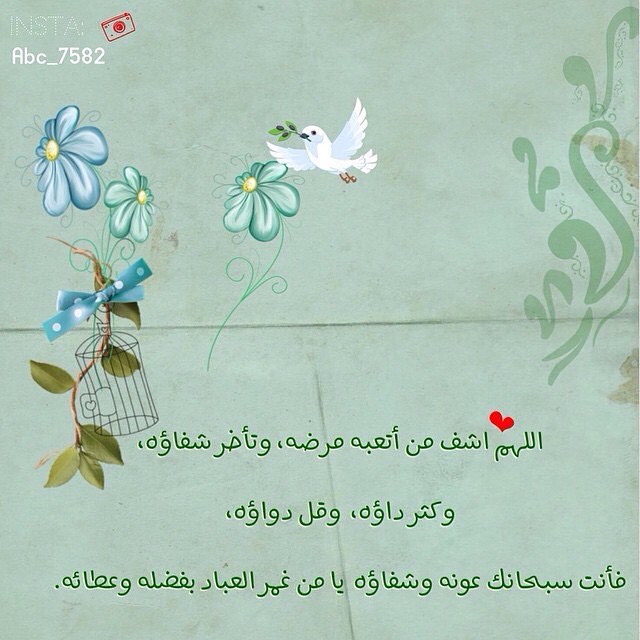 INSTA:
Abc_7582
اللهم اشف من أتعبه مرضه، وتأخر شفاؤه،
وكثر داؤه، وقل دواؤه،
فأنت سبحانك عونه وشفاؤه يا من غمر العباد بفضله وعطائه.